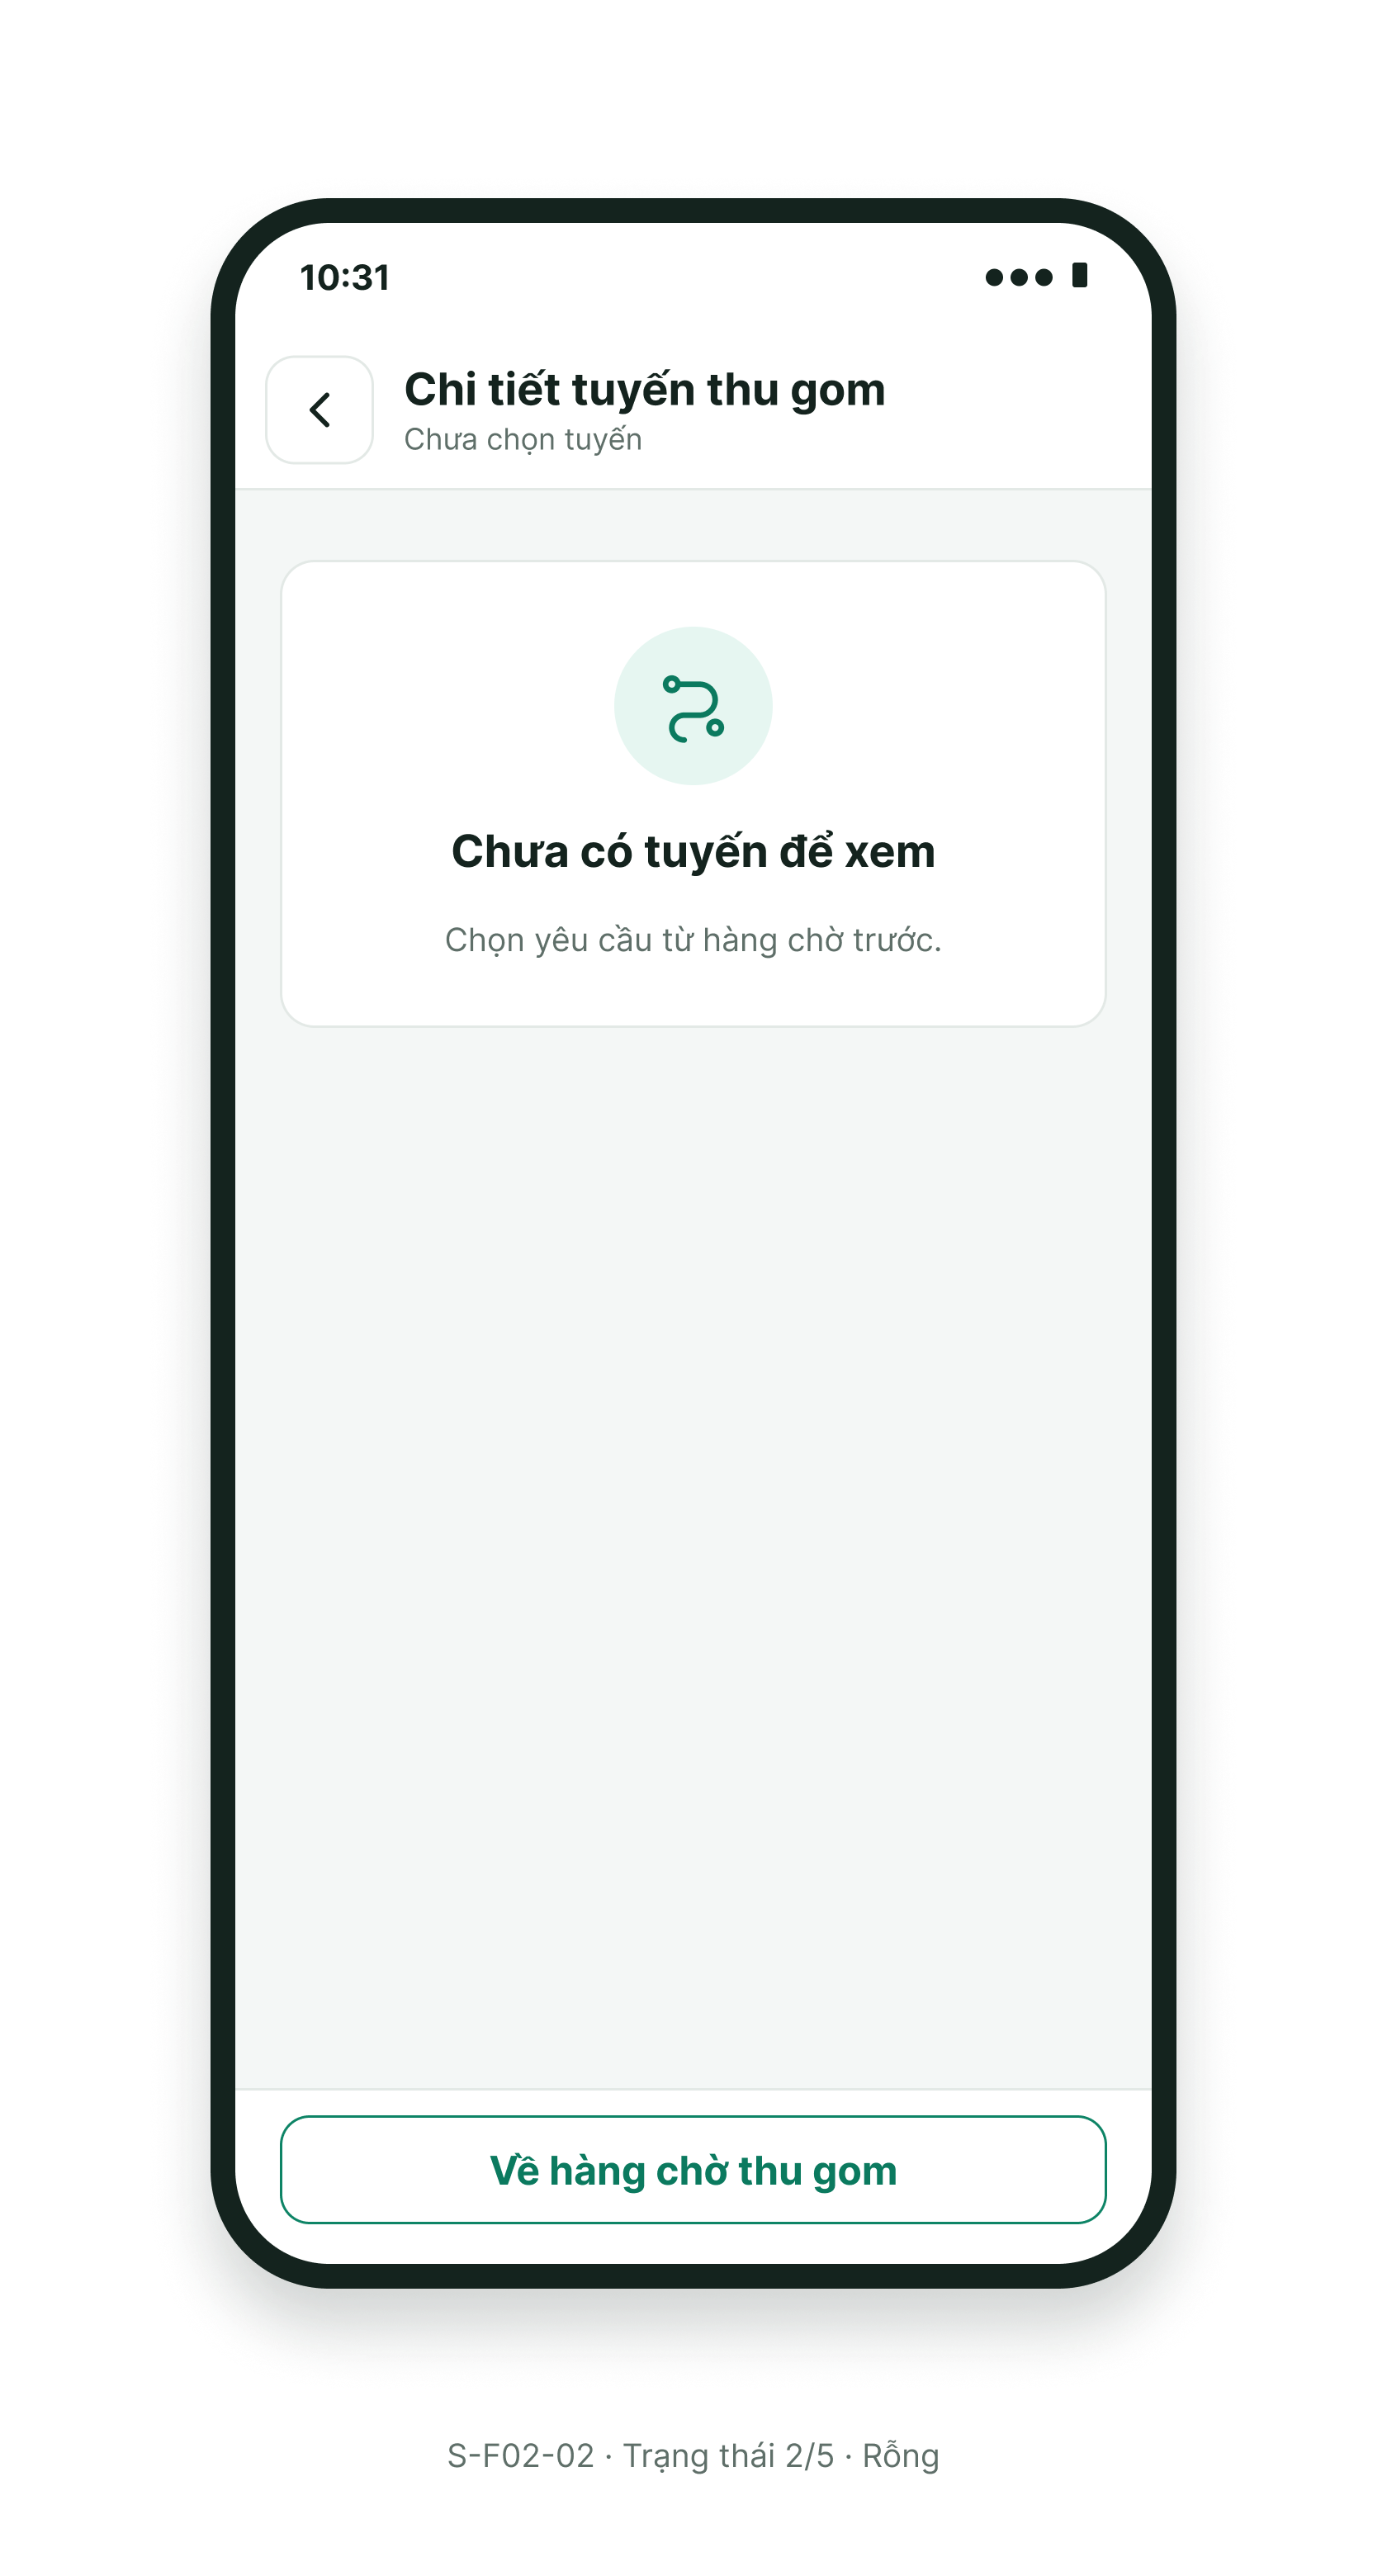 10:31
Chi tiết tuyến thu gom
Chưa chọn tuyến
Chưa có tuyến để xem
Chọn yêu cầu từ hàng chờ trước.
Về hàng chờ thu gom
S-F02-02 · Trạng thái 2/5 · Rỗng